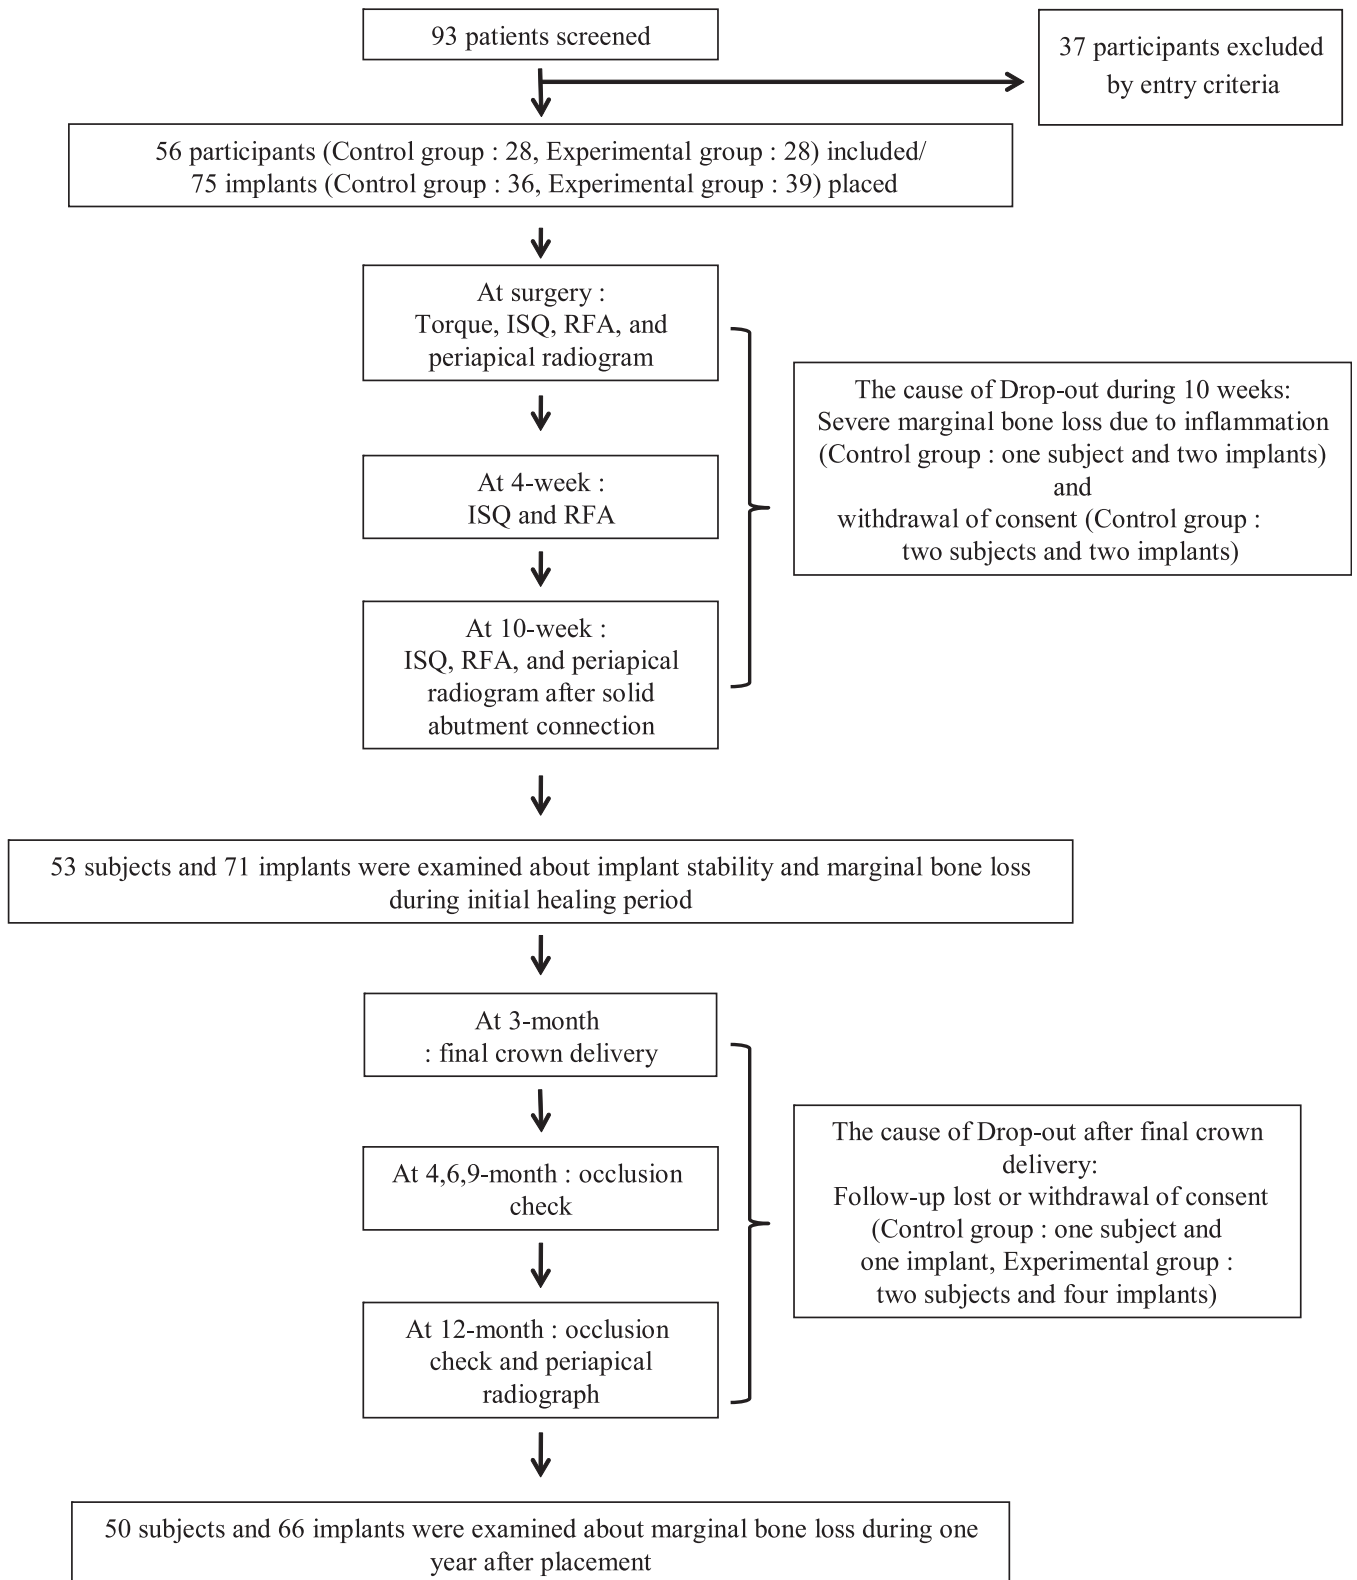 93 patients screened
37 participants excluded
by entry criteria
56 participants (Control group : 28, Experimental group : 28) included/
75 implants (Control group : 36, Experimental group : 39) placed
At surgery :
Torque, ISQ, RFA, and
periapical radiogram
At 4-week :
ISQ and RFA
At 10-week :
ISQ, RFA, and periapical
radiogram after solid
abutment connection
The cause of Drop-out during 10 weeks:
Severe marginal bone loss due to inflammation
(Control group : one subject and two implants)
and
withdrawal of consent (Control group :
two subjects and two implants)
53 subjects and 71 implants were examined about implant stability and marginal bone loss
during initial healing period
At 3-month
: final crown delivery
At 4,6,9-month : occlusion
check
At 12-month : occlusion
check and periapical
radiograph
The cause of Drop-out after final crown
delivery:
Follow-up lost or withdrawal of consent
(Control group : one subject and
one implant, Experimental group :
two subjects and four implants)
50 subjects and 66 implants were examined about marginal bone loss during one
year after placement